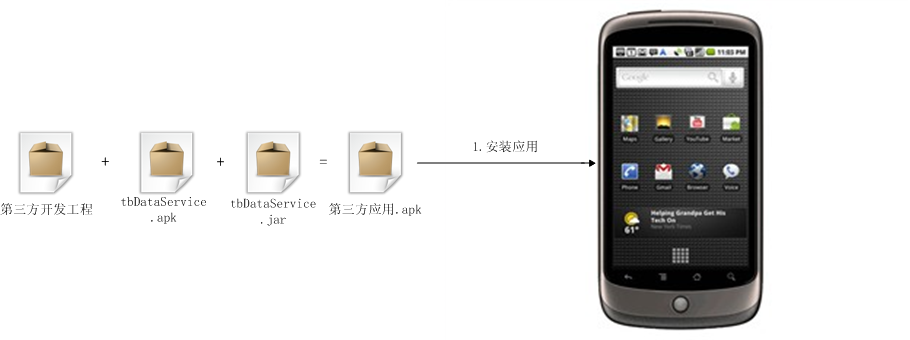 11:03 PM
Google
1.安装应用
Maps
Gallery
YouTube
Market
+
+
=
第三方开发工程
tbDataService
.apk
tbDataService
.jar
第三方应用.apk
Phone
Gmail
Browser
Voice
Helping Grandpa Get His
Tech On
New York Times
61°